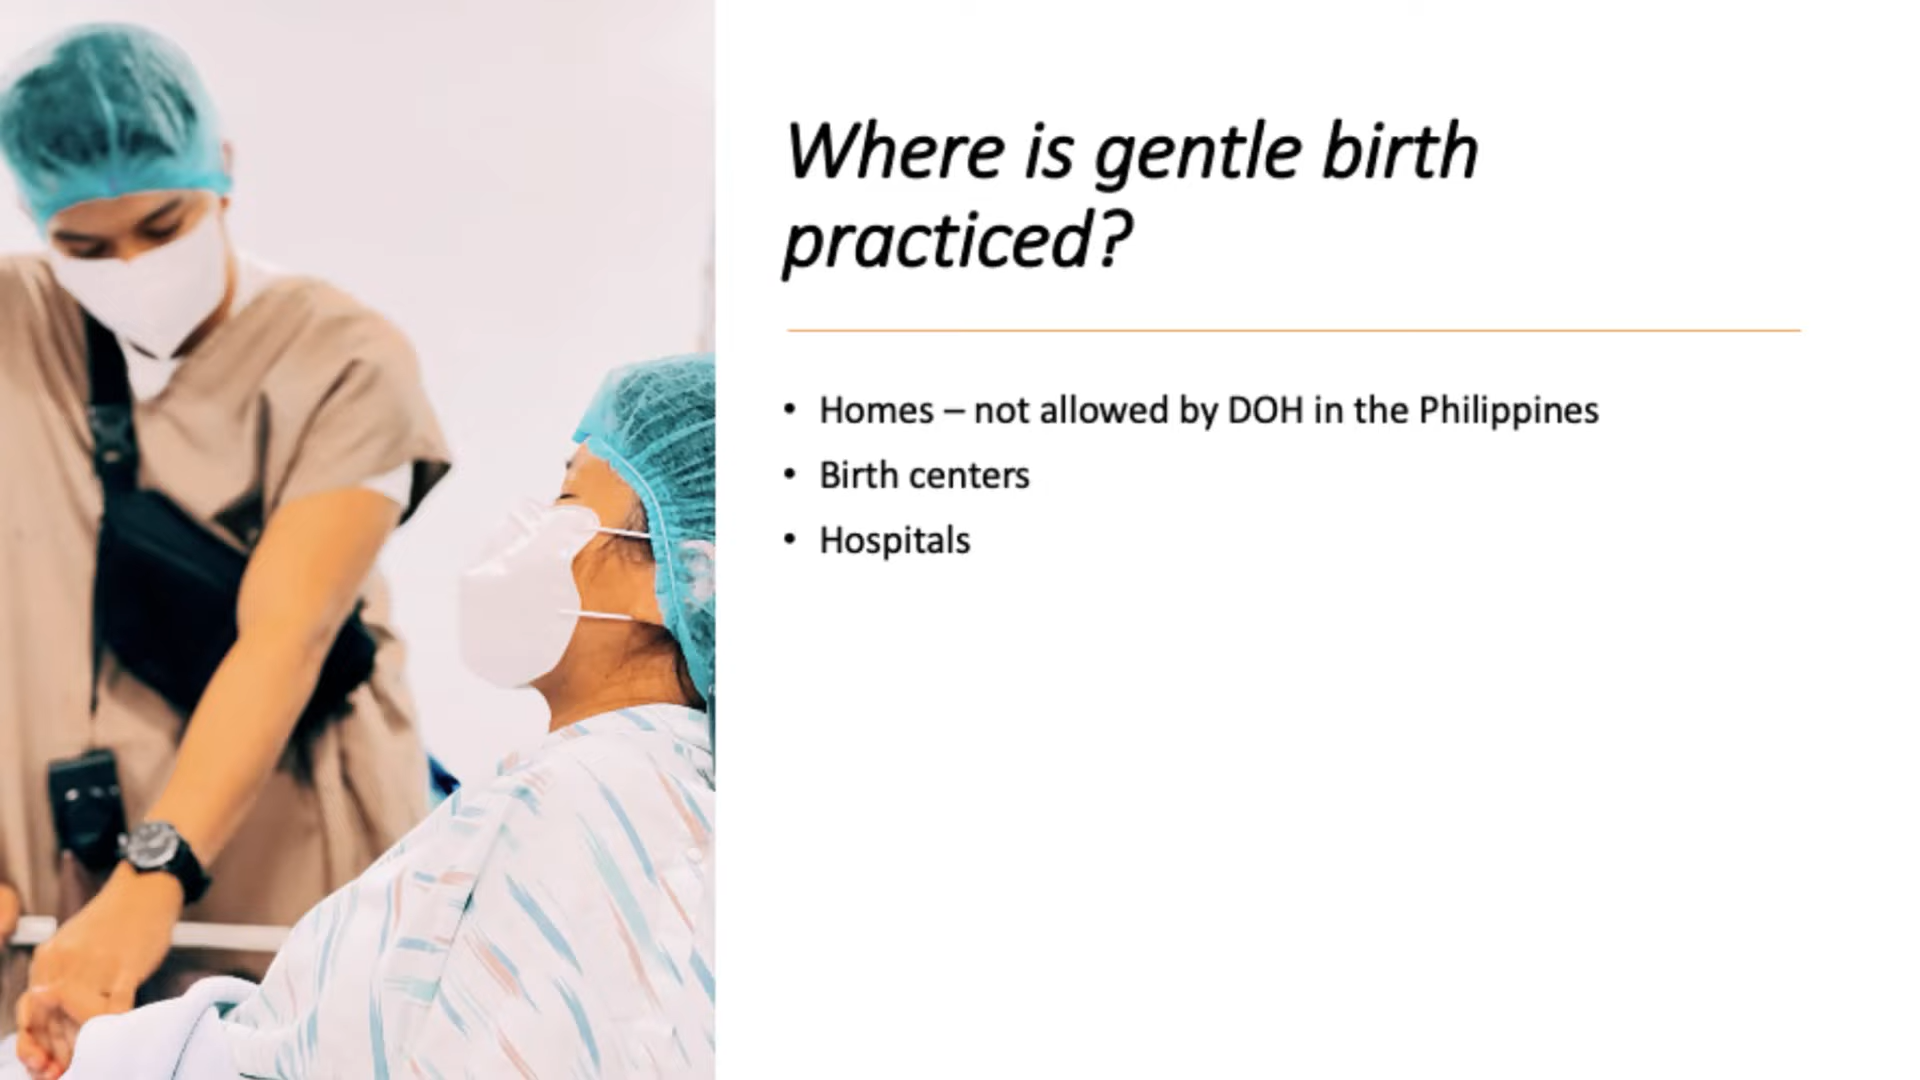 Where is gentle birth
practiced?
• Homes – not allowed by DOH in the Philippines
• Birth centers
• Hospitals